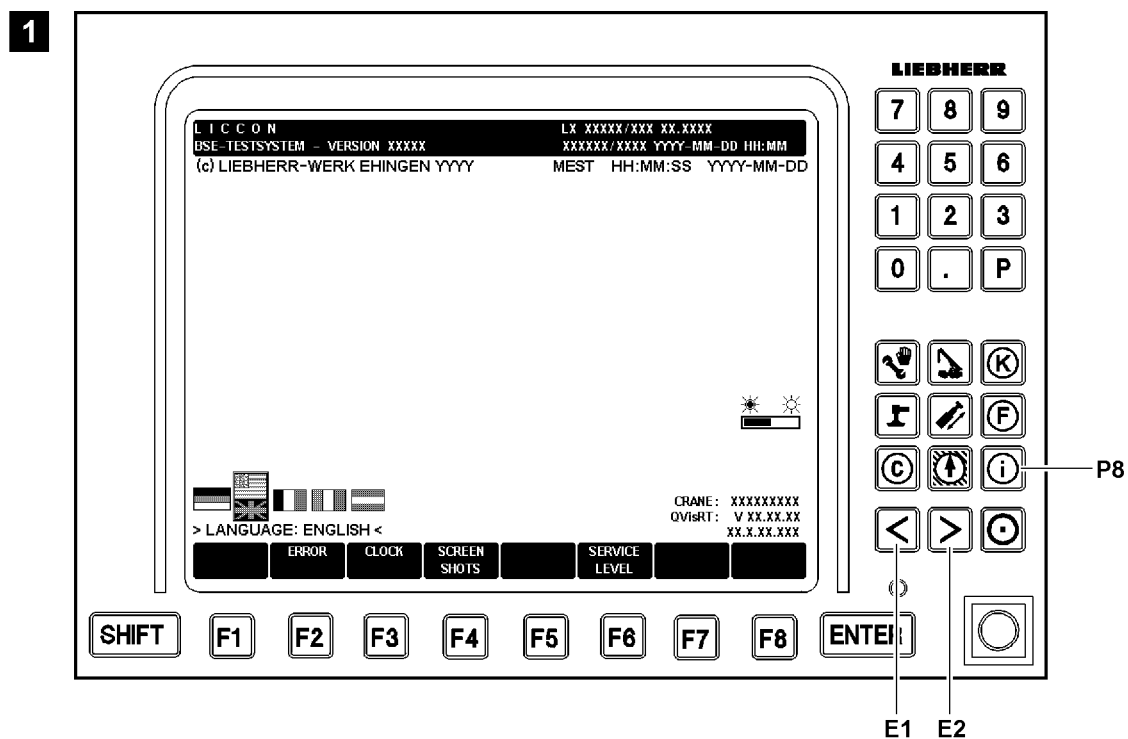 1
LIEBHERR
L I C C O N LX XXXXX/XXX XX.XXXX
BSE-TESTSYSTEM - VERSION XXXXX XXXXXX/XXXX YYYY-MM-DD HH:MM
(c) LIEBHERR-WERK EHINGEN YYYY MEST HH:MM:SS YYYY-MM-DD
7 8 9
4 5 6
1 2 3
0 . P
K
F
C i
P8
CRANE: XXXXXXXXX
QVisRT: V XX.XX.XX
XX.X.XX.XXX
> LANGUAGE: ENGLISH <
< >
ERROR CLOCK SCREEN SHOTS SERVICE LEVEL
SHIFT F1 F2 F3 F4 F5 F6 F7 F8 ENTER
E1 E2